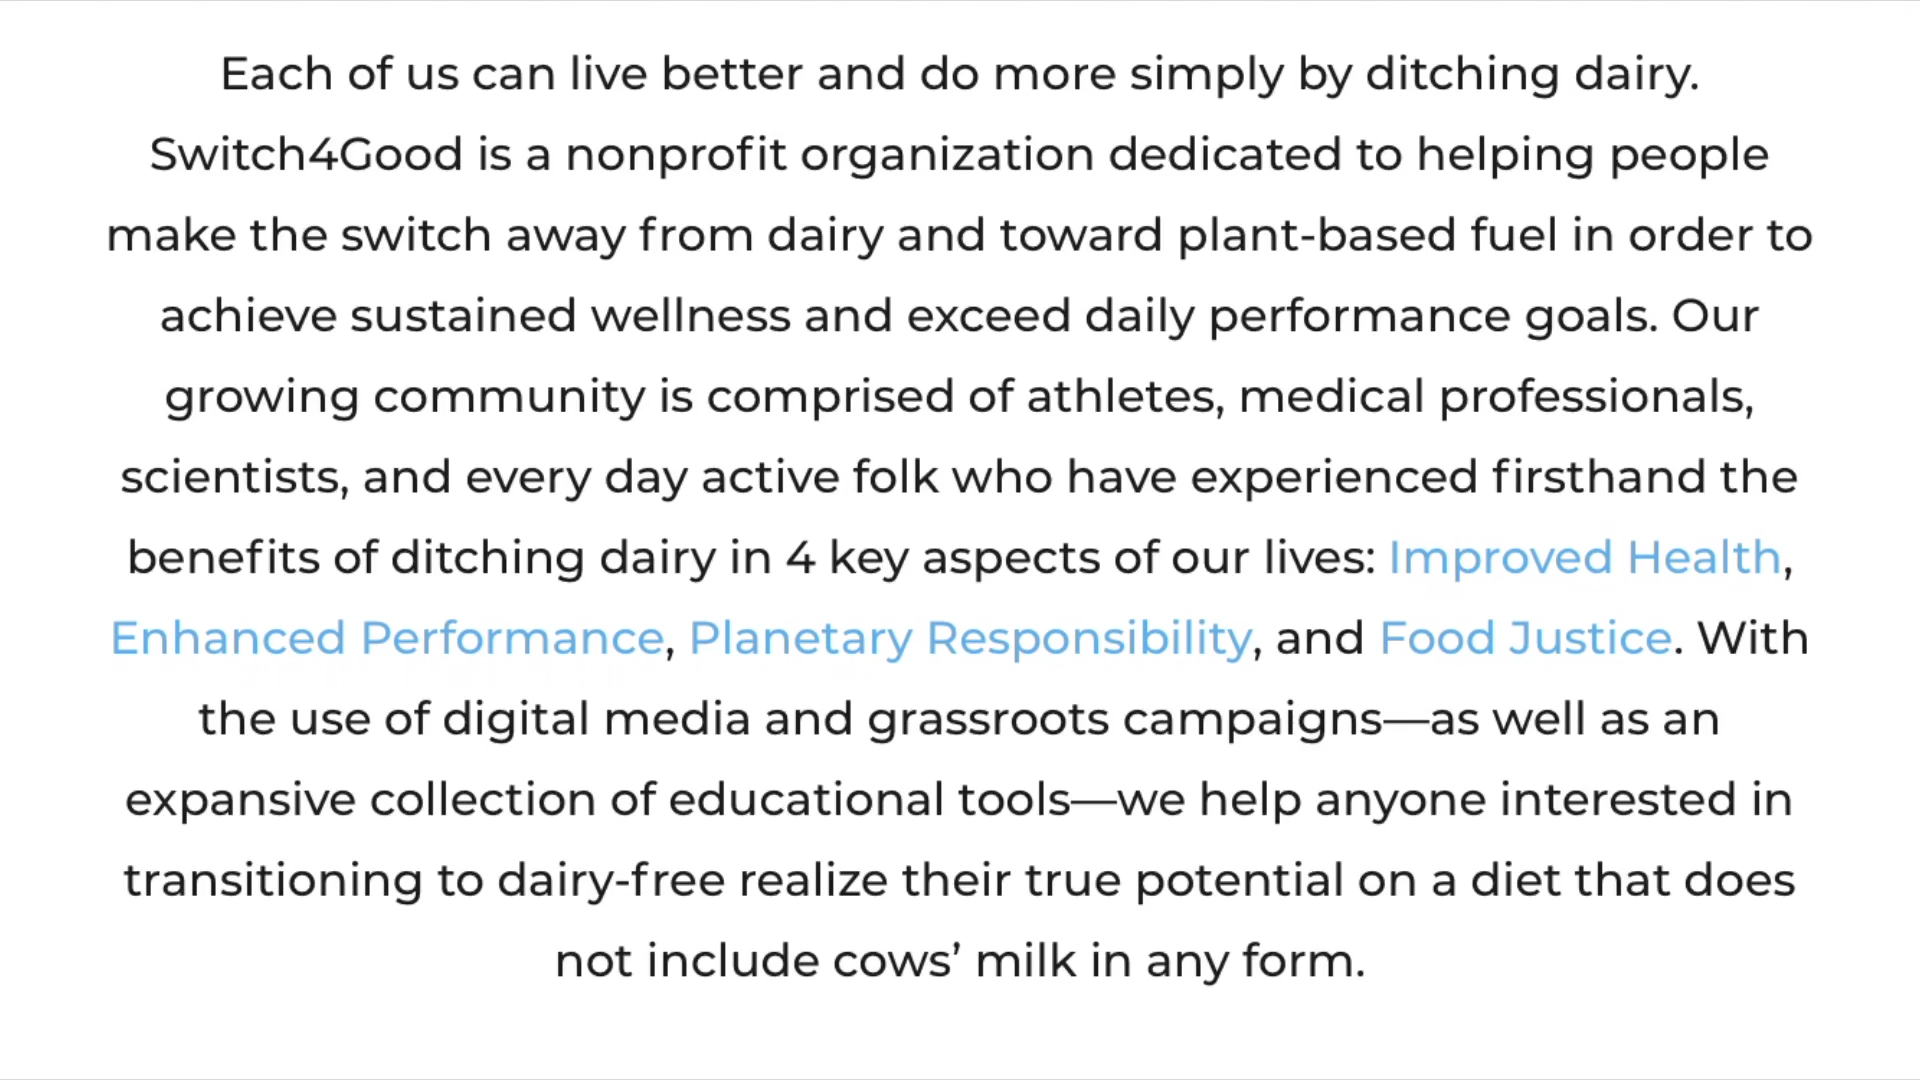 Each of us can live better and do more simply by ditching dairy.
Switch4Good is a nonprofit organization dedicated to helping people
make the switch away from dairy and toward plant-based fuel in order to
achieve sustained wellness and exceed daily performance goals. Our
growing community is comprised of athletes, medical professionals,
scientists, and every day active folk who have experienced firsthand the
benefits of ditching dairy in 4 key aspects of our lives: Improved Health,
Enhanced Performance, Planetary Responsibility, and Food Justice. With
the use of digital media and grassroots campaigns—as well as an
expansive collection of educational tools—we help anyone interested in
transitioning to dairy-free realize their true potential on a diet that does
not include cows’ milk in any form.